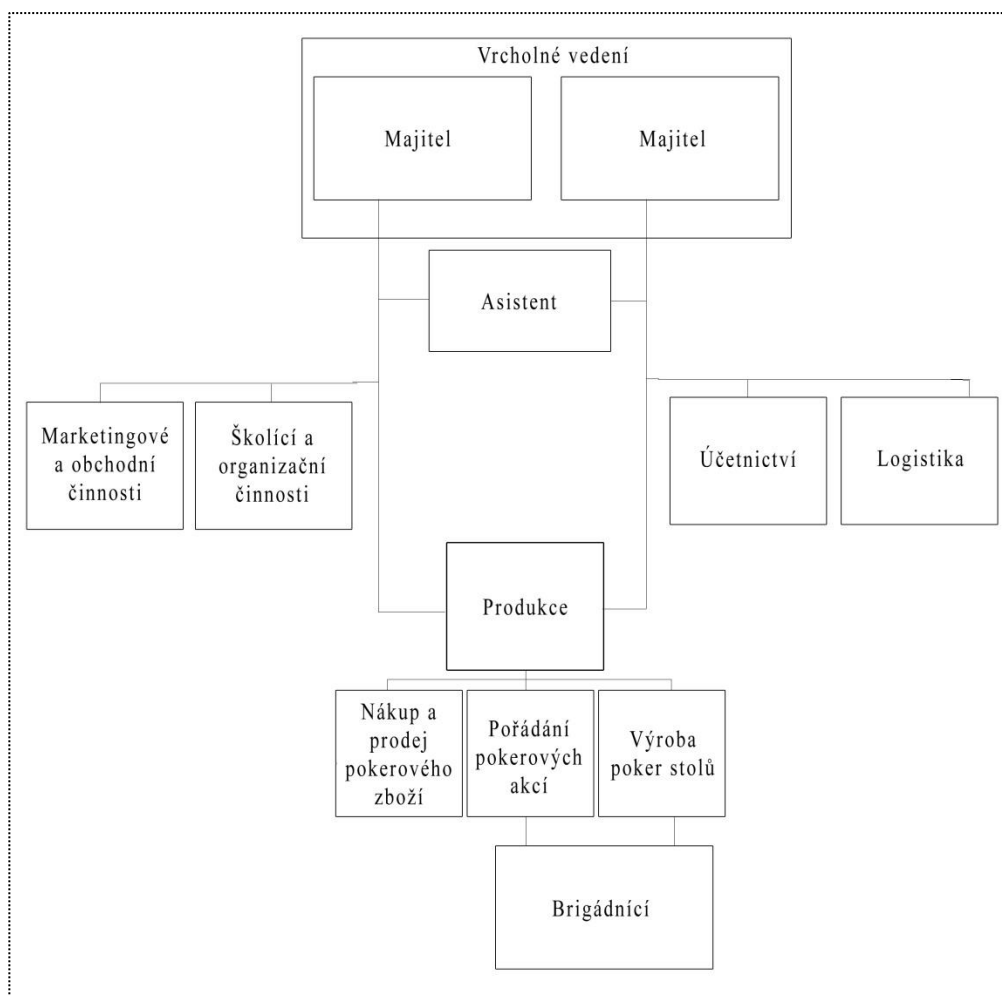 Vrcholné vedení
Majitel
Majitel
Asistent
Marketingové
a obchodní
činnosti
Školící a
organizační
činnosti
Účetnictví
Logistika
Produkce
Nákup a
prodej
pokerového
zboží
Pořádání
pokerových
akcí
Výroba
poker stolů
Brigádnící